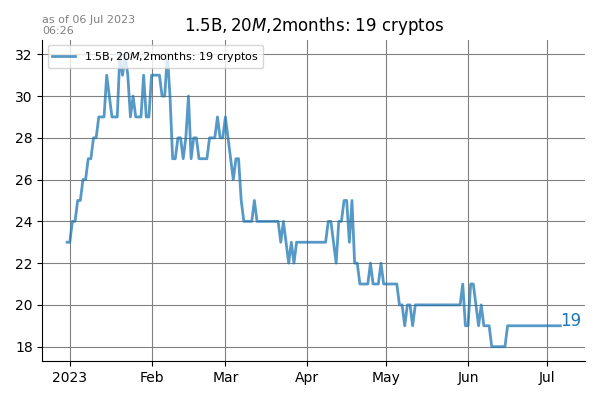 as of 06 Jul 2023
06:26
1.5B, 20M,2months: 19 cryptos
1.5B, 20M,2months: 19 cryptos
32
30
28
26
24
22
20
18
19
2023 Feb Mar Apr May Jun Jul